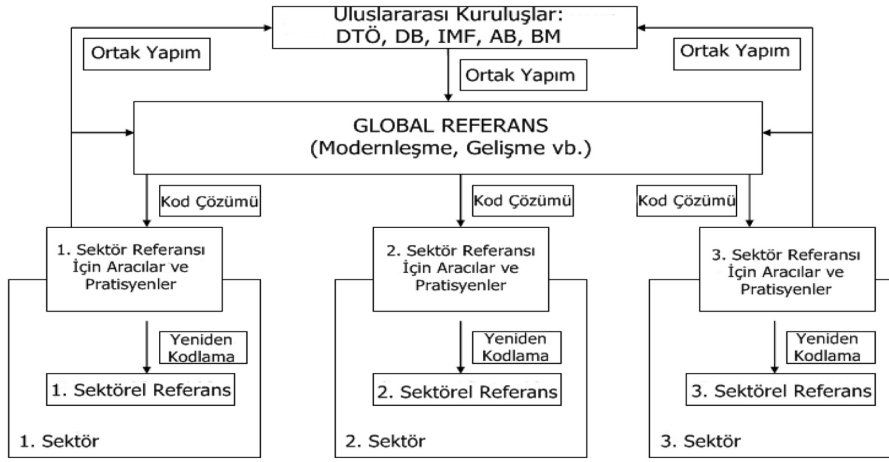 Uluslararası Kuruluşlar:
DTÖ, DB, IMF, AB, BM
Ortak Yapım
Ortak Yapım
Ortak Yapım
GLOBAL REFERANS
(Modernleşme, Gelişme vb.)
Kod Çözümü
Kod Çözümü
Kod Çözümü
1. Sektör Referansı
İçin Aracılar ve
Pratisyenler
2. Sektör Referansı
İçin Aracılar ve
Pratisyenler
3. Sektör Referansı
İçin Aracılar ve
Pratisyenler
Yeniden
Kodlama
Yeniden
Kodlama
Yeniden
Kodlama
1. Sektörel Referans
2. Sektörel Referans
3. Sektörel Referans
1. Sektör
2. Sektör
3. Sektör